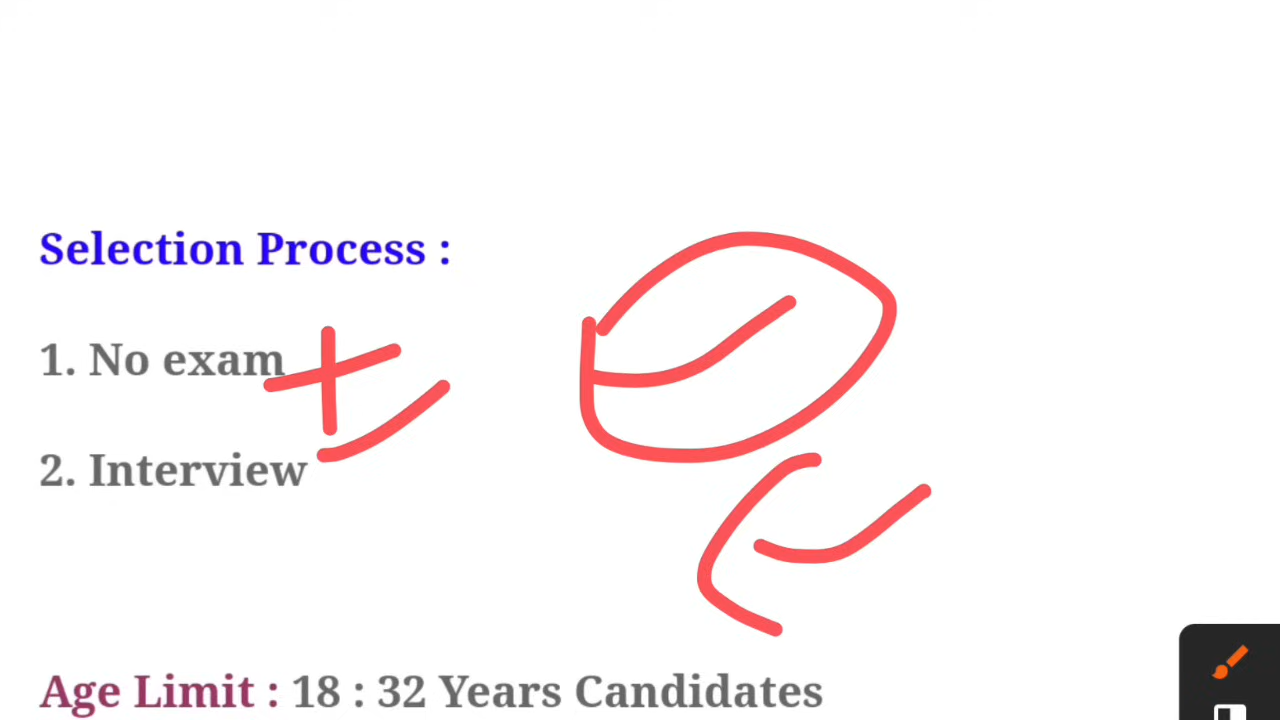 Selection Process :
1. No exam
2. Interview
Age Limit : 18 : 32 Years Candidates